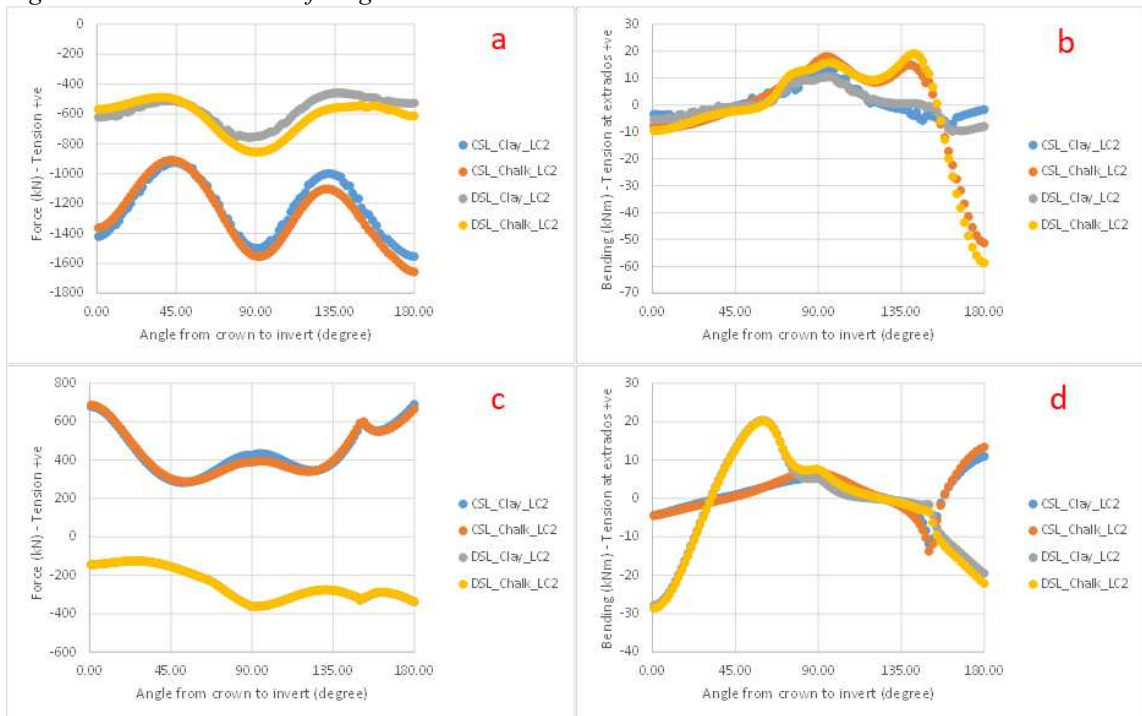 a
0
-200
-400
-600
-800
-1000
-1200
-1400
-1600
-1800
Force (kN) - Tension +ve
0.00 45.00 90.00 135.00 180.00
Angle from crown to invert (degree)
CSL_Clay_LC2
CSL_Chalk_LC2
DSL_Clay_LC2
DSL_Chalk_LC2
b
30
20
10
0
-10
-20
-30
-40
-50
-60
-70
Bending (kNm) - Tension at extrados +ve
0.00 45.00 90.00 135.00 180.00
Angle from crown to invert (degree)
CSL_Clay_LC2
CSL_Chalk_LC2
DSL_Clay_LC2
DSL_Chalk_LC2
c
800
600
400
200
0
-200
-400
-600
Force (kN) - Tension +ve
0.00 45.00 90.00 135.00 180.00
Angle from crown to invert (degree)
CSL_Clay_LC2
CSL_Chalk_LC2
DSL_Clay_LC2
DSL_Chalk_LC2
d
30
20
10
0
-10
-20
-30
-40
Bending (kNm) - Tension at extrados +ve
0.00 45.00 90.00 135.00 180.00
Angle from crown to invert (degree)
CSL_Clay_LC2
CSL_Chalk_LC2
DSL_Clay_LC2
DSL_Chalk_LC2